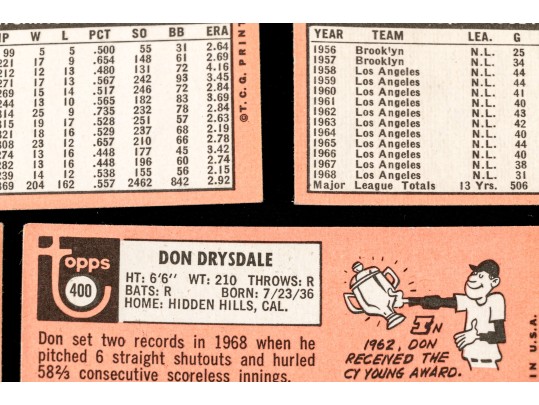 IP W L PCT SO BB ERA
99 5 5 .500 55 31 2.64
221 17 9 .654 148 61 2.69
212 12 13 .480 131 72 4.16
271 17 13 .567 242 93 3.45
269 15 14 .517 246 72 2.84
244 13 10 .565 182 83 3.69
314 25 9 .735 232 78 2.84
315 19 17 .528 251 57 2.63
321 18 16 .529 237 68 2.19
308 23 12 .657 210 66 2.78
274 13 16 .448 177 45 3.42
282 13 16 .448 196 60 2.74
239 14 12 .538 155 56 2.15
369 204 162 .557 2462 842 2.92
© T.C.G. PRINT
YEAR TEAM LEA. G
1956 Brooklyn N.L. 25
1957 Brooklyn N.L. 34
1958 Los Angeles N.L. 44
1959 Los Angeles N.L. 44
1960 Los Angeles N.L. 41
1961 Los Angeles N.L. 40
1962 Los Angeles N.L. 43
1963 Los Angeles N.L. 42
1964 Los Angeles N.L. 40
1965 Los Angeles N.L. 44
1966 Los Angeles N.L. 40
1967 Los Angeles N.L. 38
1968 Los Angeles N.L. 31
Major League Totals 13 Yrs. 506
Topps
400
DON DRYSDALE
HT: 6'6" WT: 210 THROWS: R
BATS: R BORN: 7/23/36
HOME: HIDDEN HILLS, CAL.
Don set two records in 1968 when he
pitched 6 straight shutouts and hurled
58⅔ consecutive scoreless innings.
IN
1962, DON
RECEIVED THE
CY YOUNG AWARD.
IN U.S.A.